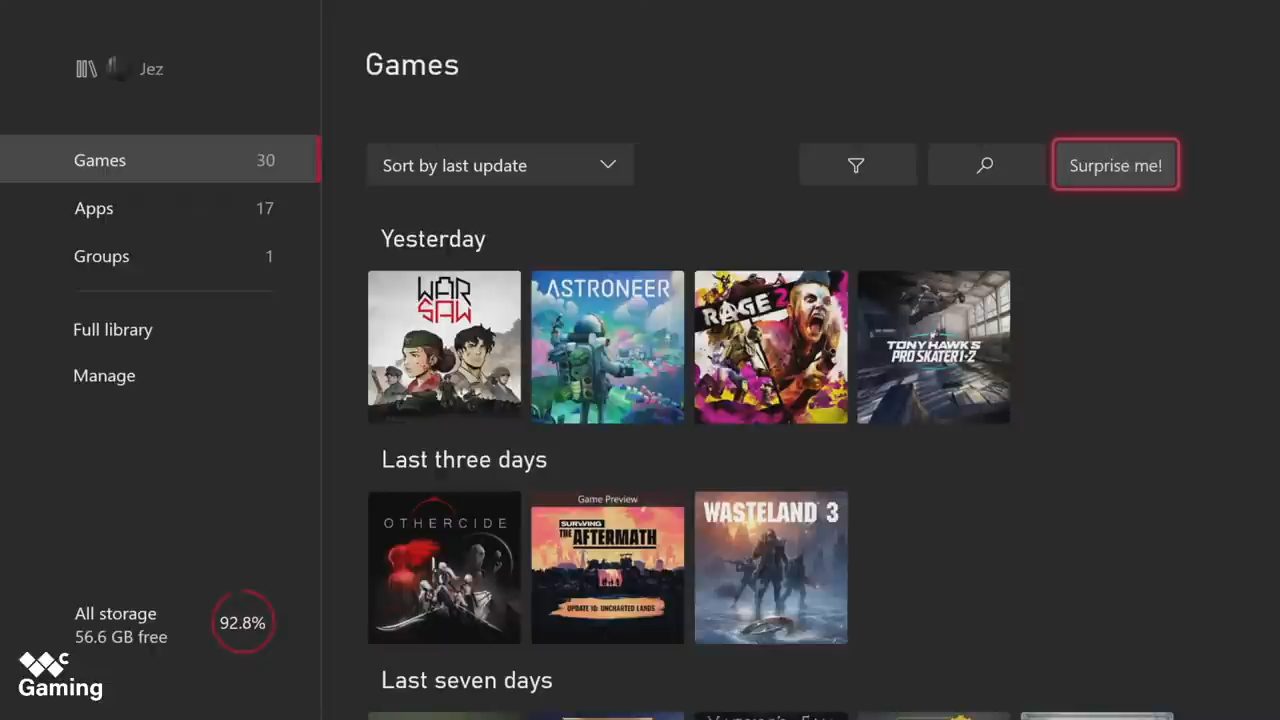 Jez
Games
Games 30
Apps 17
Groups 1
Full library
Manage
All storage
56.6 GB free
92.8%
Sort by last update
Surprise me!
Yesterday
WAR
SAW
ASTRONEER
RAGE 2
TONY HAWK'S
PRO SKATER 1+2
Last three days
OTHERCIDE
Game Preview
SURVIVING
THE AFTERMATH
UPDATE 10: UNCHARTED LANDS
WASTELAND 3
Last seven days
WC
Gaming